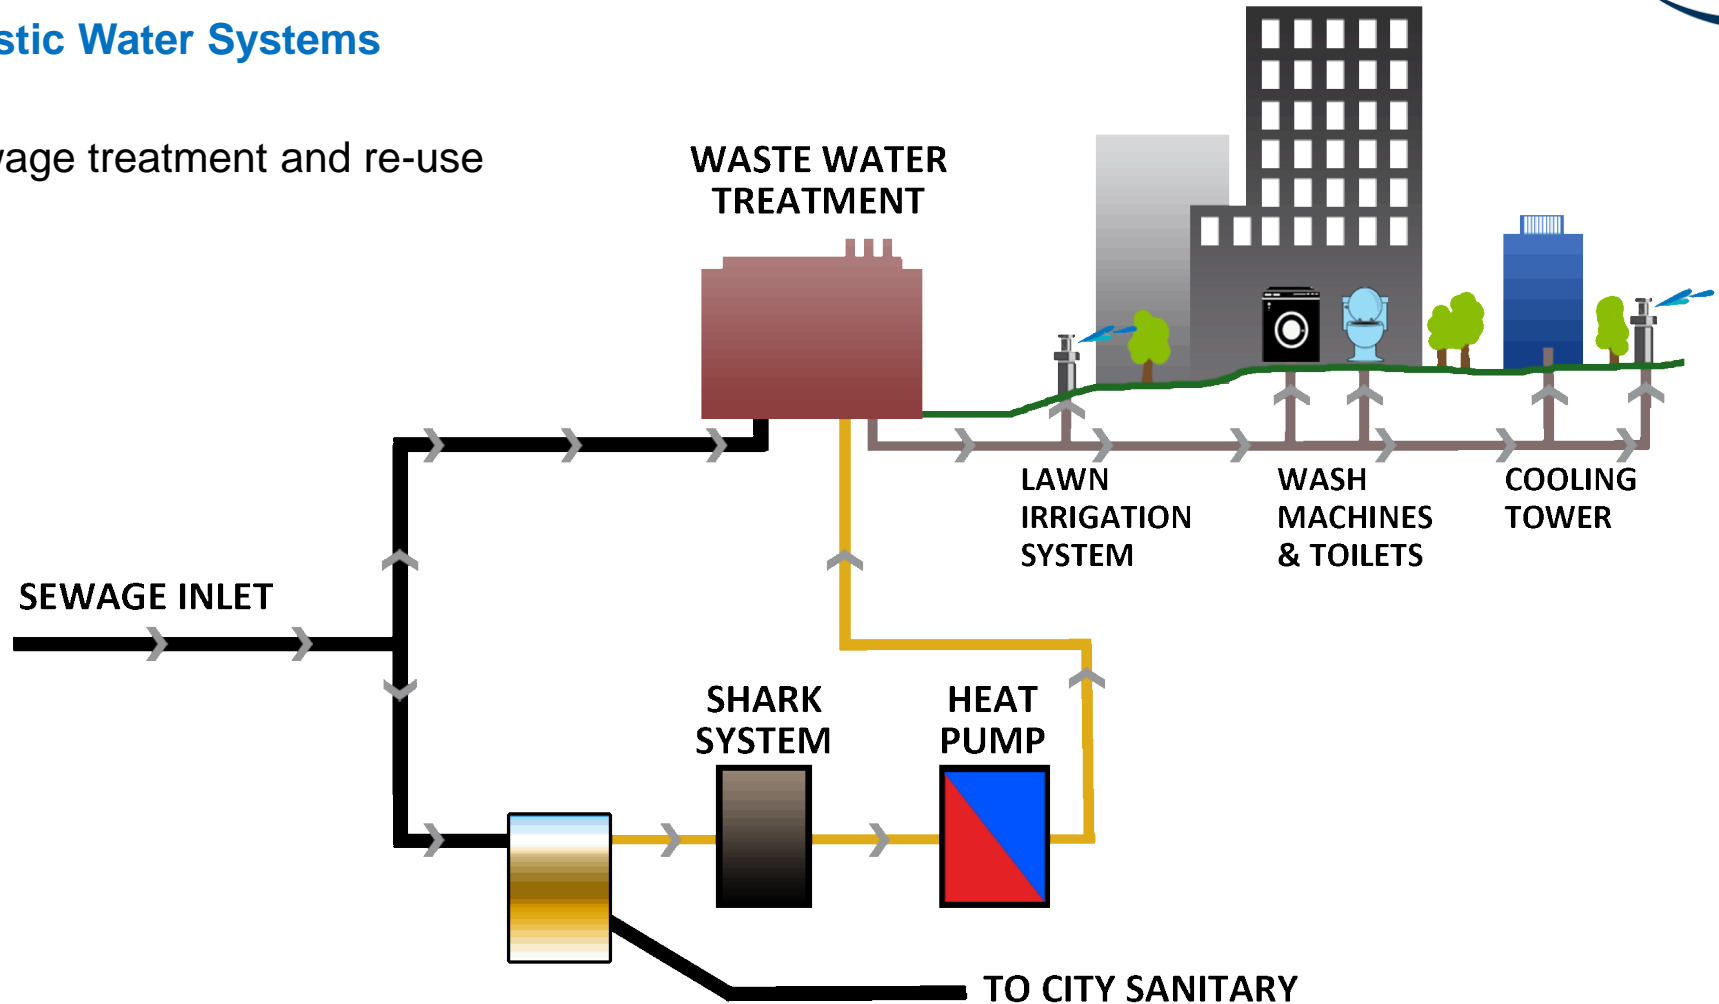 stic Water Systems
wage treatment and re-use
WASTE WATER
TREATMENT
LAWN
IRRIGATION
SYSTEM
WASH
MACHINES
& TOILETS
COOLING
TOWER
SEWAGE INLET
SHARK
SYSTEM
HEAT
PUMP
TO CITY SANITARY